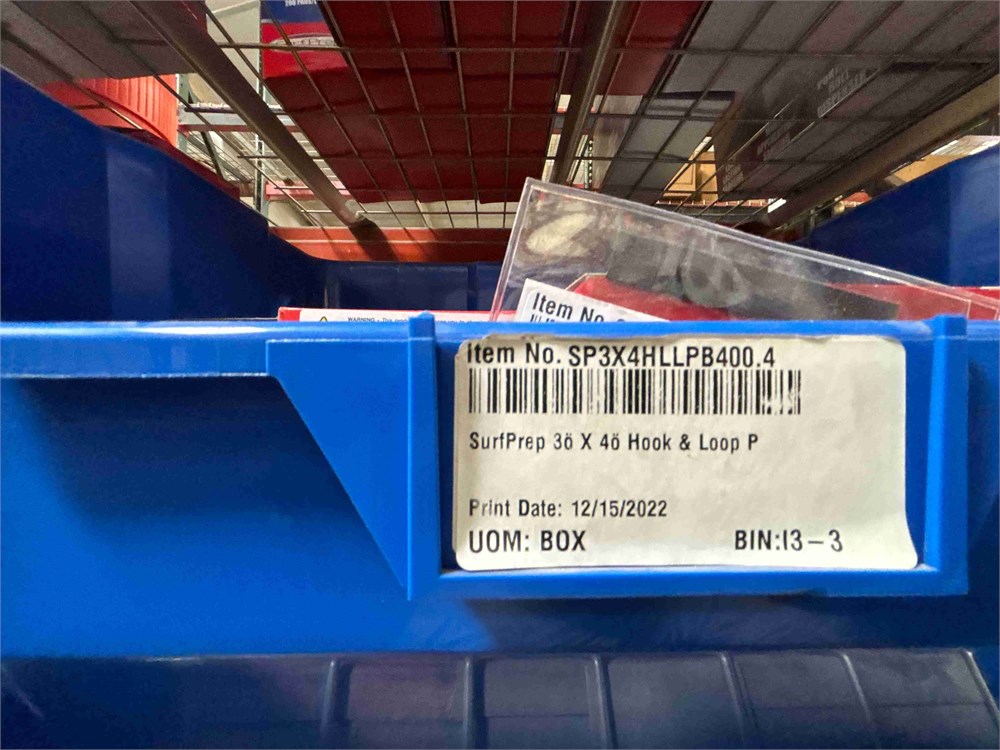 Item No.
WARNING
Item No. SP3X4HLLPB400.4
SurfPrep 3ö X 4ö Hook & Loop P
Print Date: 12/15/2022
UOM: BOX BIN:I3-3